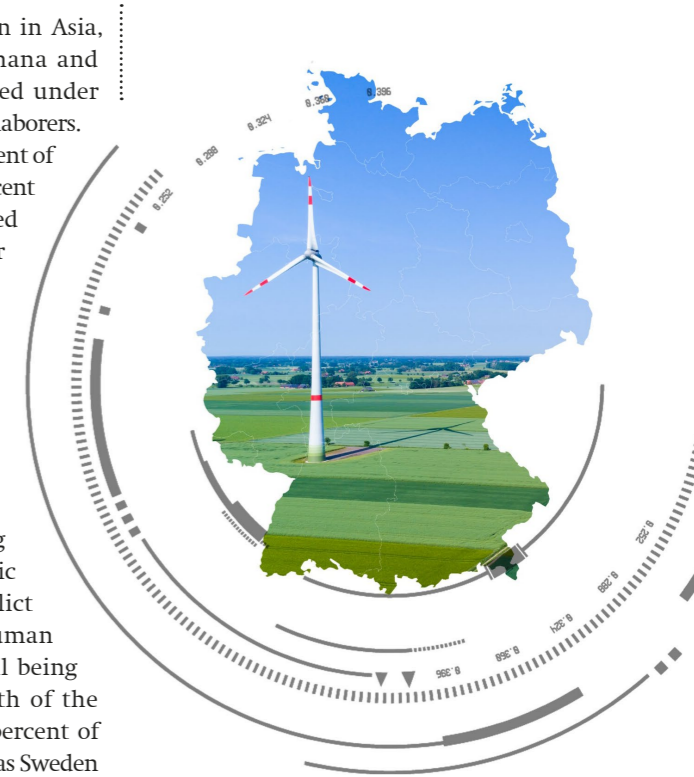 n in Asia,
hana and
ed under
aborers.
ent of
cent
ed
r
g
ic
lict
uman
l being
th of the
percent of
as Sweden
0.252
0.288
0.324
0.360
0.396
0.252
0.288
0.324
0.360
0.396